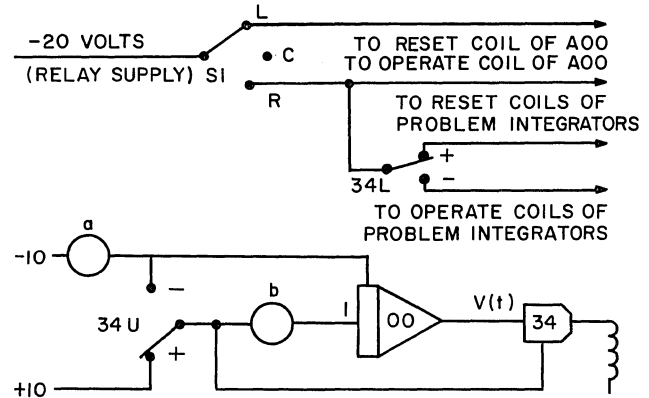 L
-20 VOLTS
(RELAY SUPPLY) S1
C
R
TO RESET COIL OF A00
TO OPERATE COIL OF A00
TO RESET COILS OF
PROBLEM INTEGRATORS
34L
+
-
TO OPERATE COILS OF
PROBLEM INTEGRATORS
a
-10
-
34U
+
+10
b
1
00
V(t)
34